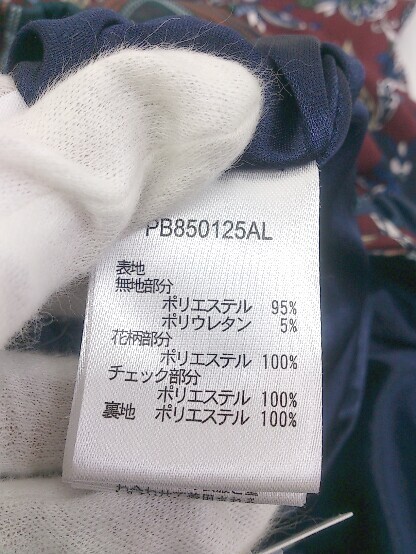 PB850125AL
表地
無地部分
ポリエステル 95%
ポリウレタン 5%
花柄部分
ポリエステル 100%
チェック部分
ポリエステル 100%
裏地 ポリエステル 100%